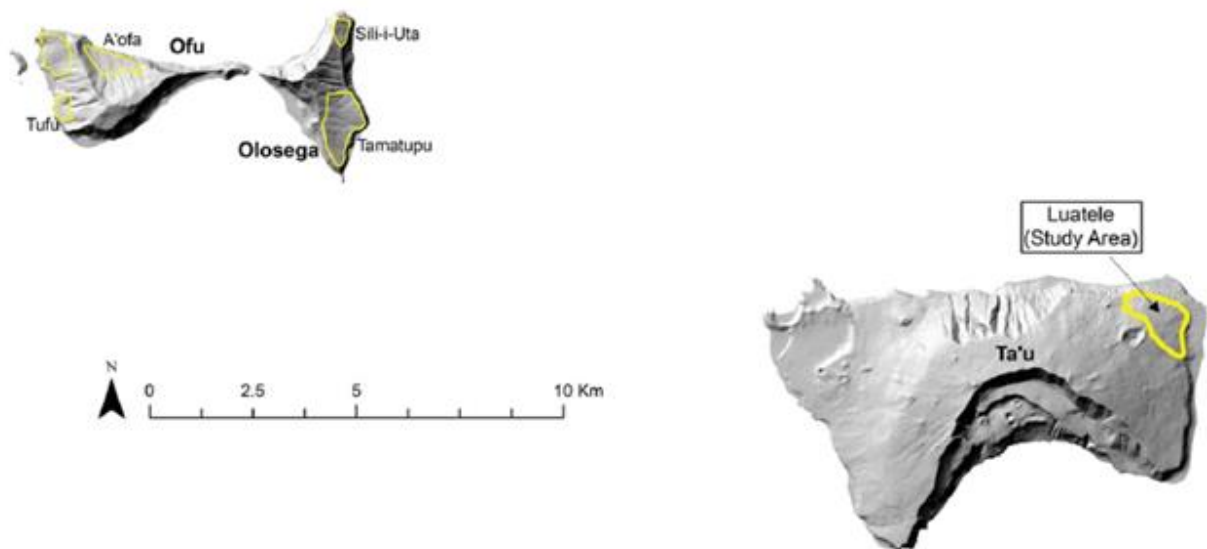 A'ofa
Ofu
Sili-i-Uta
Tufu
Olosega
Tamatupu
Luatele
(Study Area)
Ta'u
N
0 2.5 5 10 Km